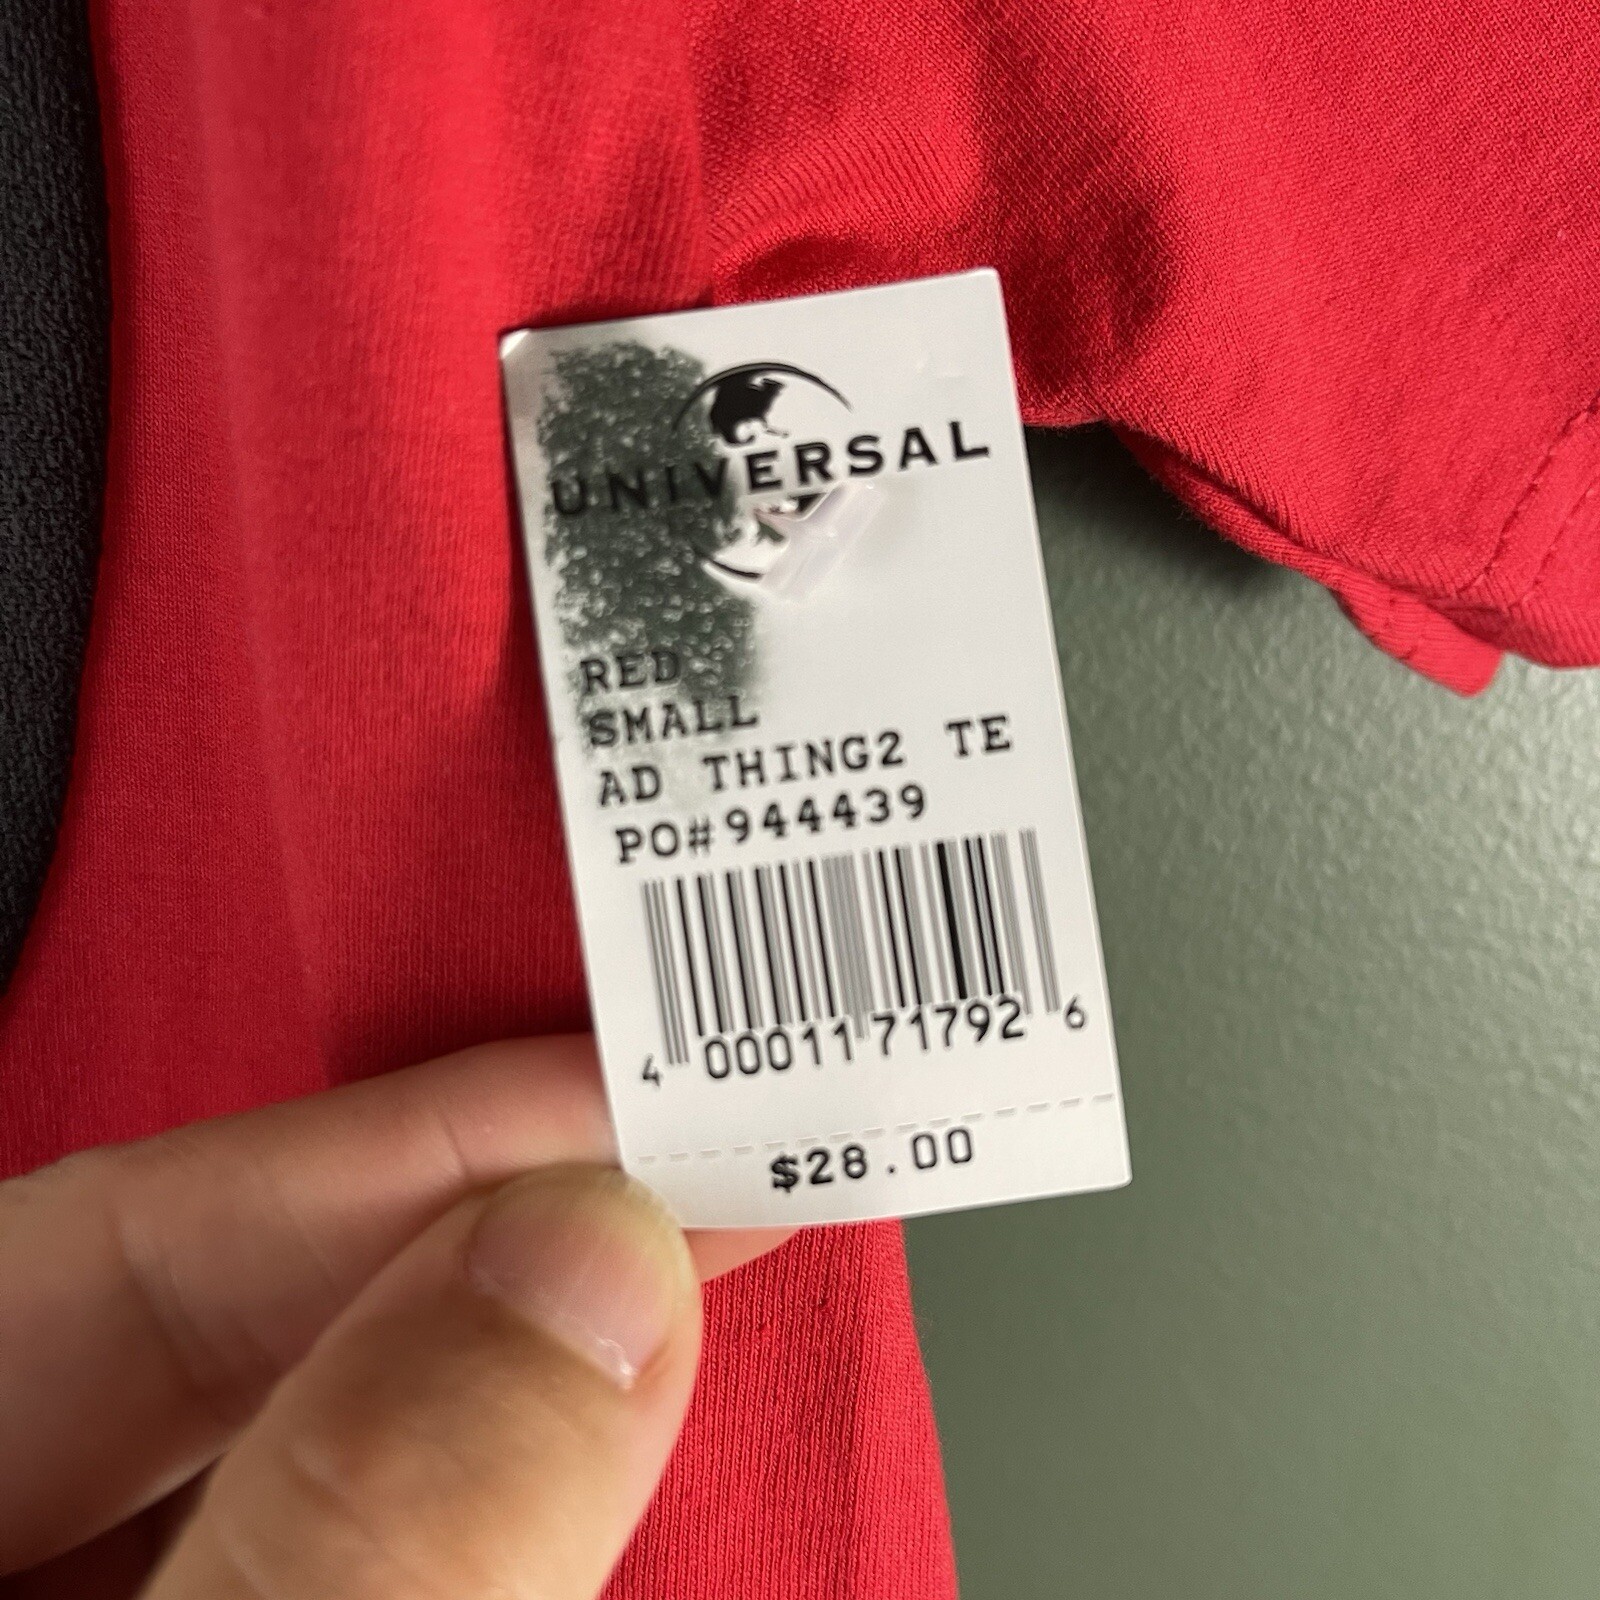 UNIVERSAL
RED
SMALL
AD THING2 TE
PO#944439
4 00011 71792 6
$28.00